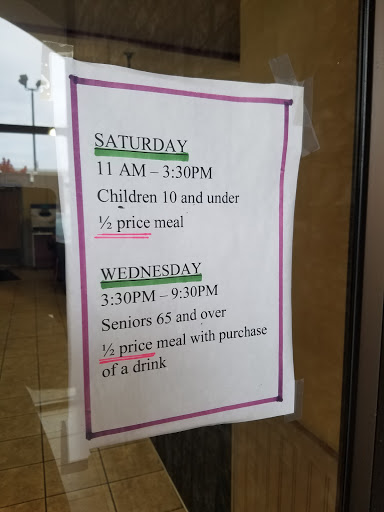 SATURDAY
11 AM – 3:30PM
Children 10 and under
½ price meal
WEDNESDAY
3:30PM – 9:30PM
Seniors 65 and over
½ price meal with purchase
of a drink